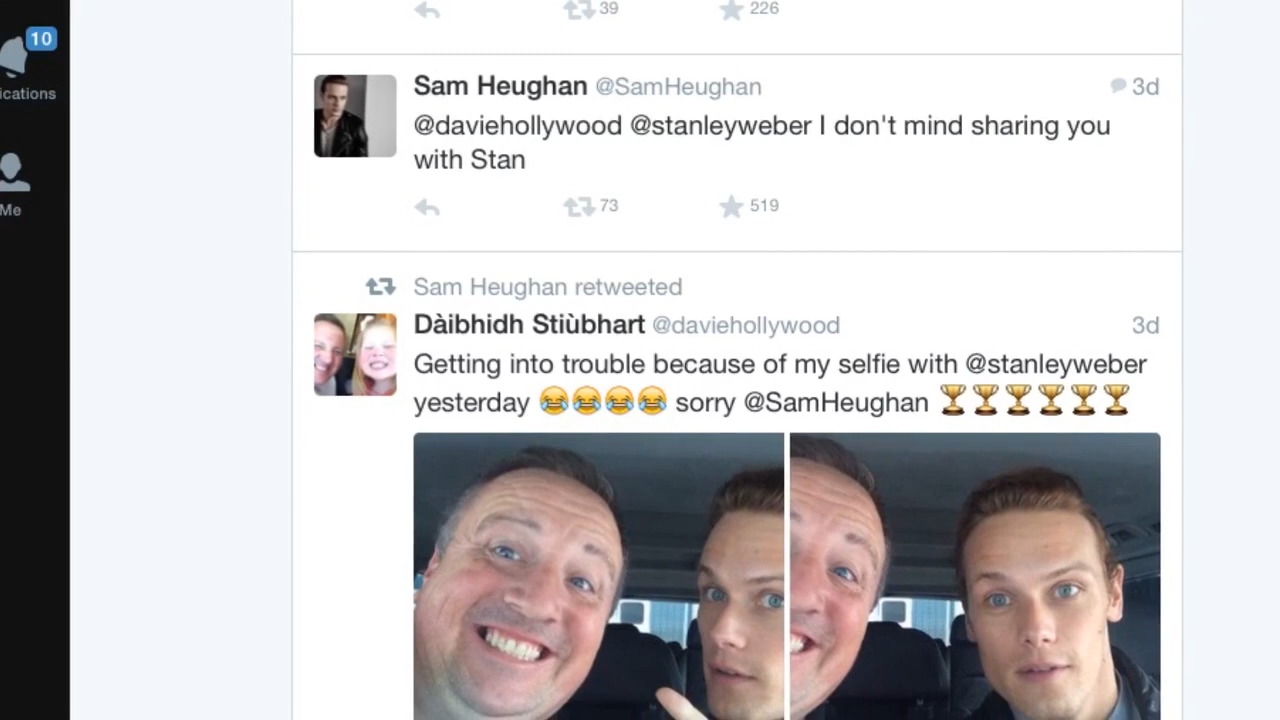 39 226
10
ications
Me
Sam Heughan @SamHeughan 3d
@daviehollywood @stanleyweber I don't mind sharing you
with Stan
73 519
Sam Heughan retweeted
Dàibhidh Stiùbhart @daviehollywood 3d
Getting into trouble because of my selfie with @stanleyweber
yesterday 😂😂😂😂 sorry @SamHeughan 🏆🏆🏆🏆🏆🏆